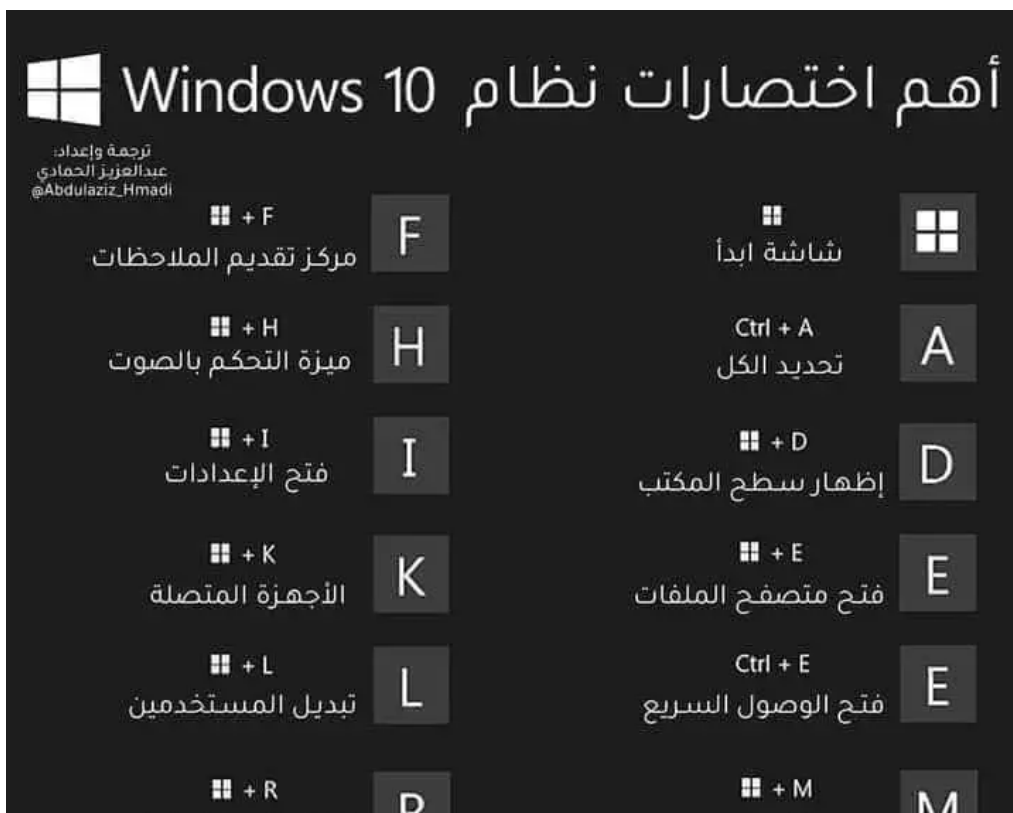 أهم اختصارات نظام Windows 10
ترجمة وإعداد:
عبدالعزيز الحمادي
@Abdulaziz_Hmadi
شاشة ابدأ
A
Ctrl + A
تحديد الكل
D
+ D
إظهار سطح المكتب
E
+ E
فتح متصفح الملفات
E
Ctrl + E
فتح الوصول السريع
M
+ M
F
+ F
مركز تقديم الملاحظات
H
+ H
ميزة التحكم بالصوت
I
+ I
فتح الإعدادات
K
+ K
الأجهزة المتصلة
L
+ L
تبديل المستخدمين
R
+ R